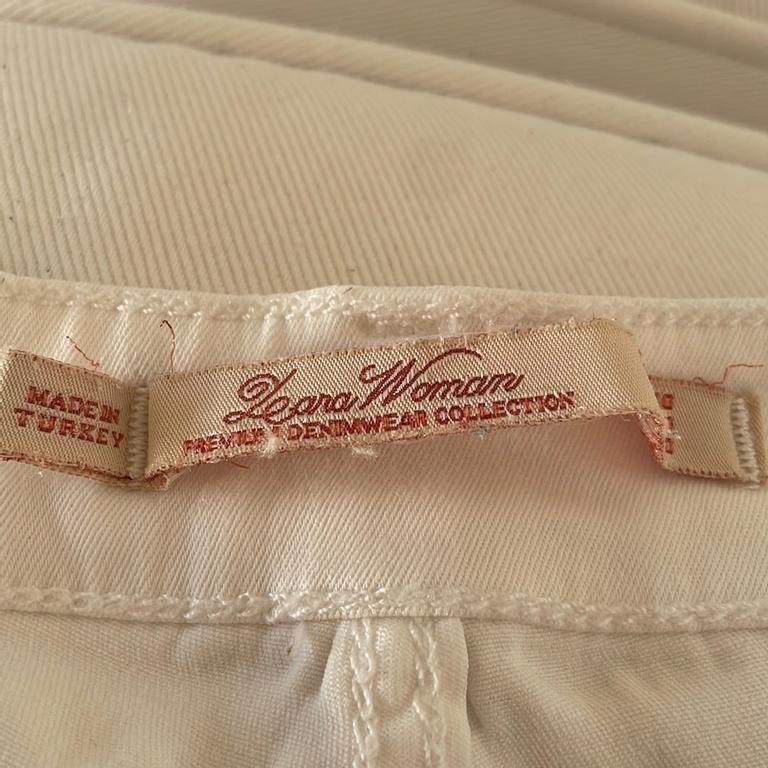 MADE IN
TURKEY
Zara Woman
PREMIUM DENIMWEAR COLLECTION